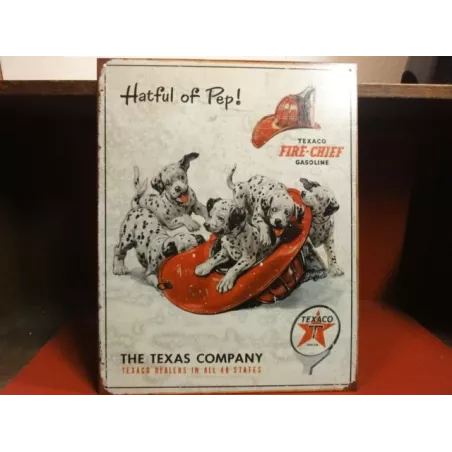 Hatful of Pep!
TEXACO
FIRE-CHIEF
GASOLINE
TEXACO
T
THE TEXAS COMPANY
TEXACO DEALERS IN ALL 48 STATES